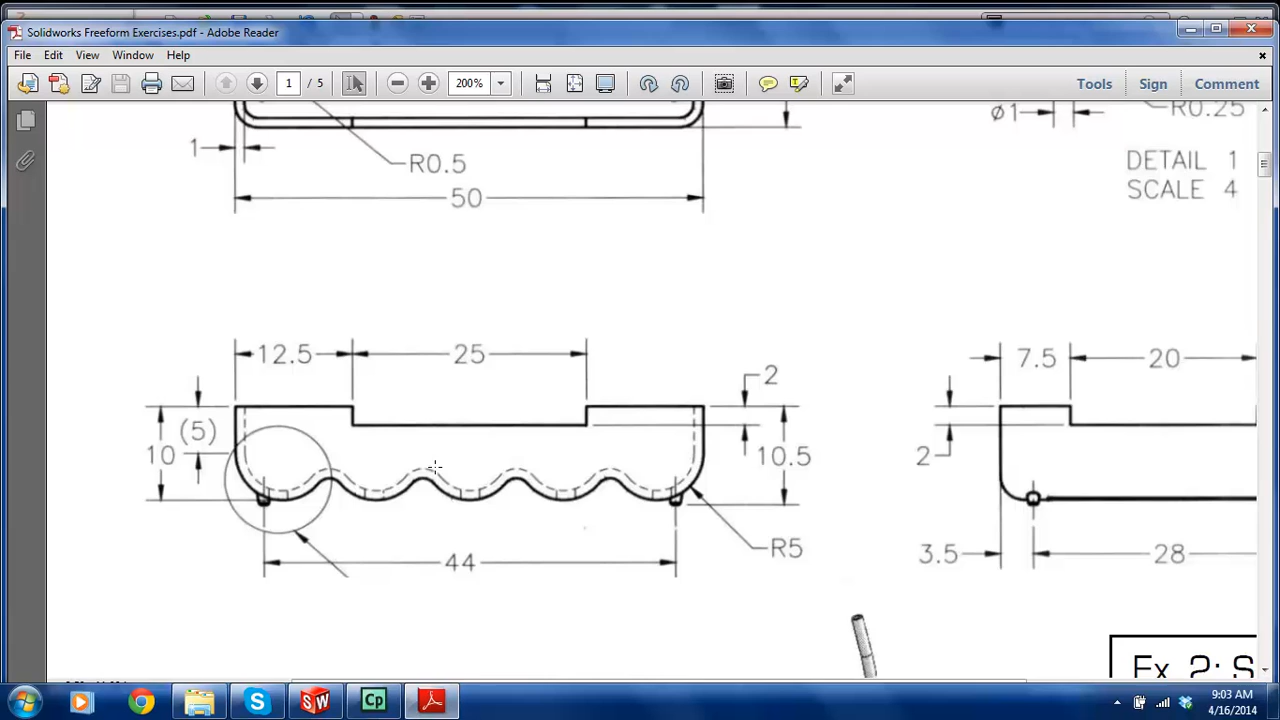 Solidworks Freeform Exercises.pdf - Adobe Reader
File Edit View Window Help
1 / 5
200%
Tools Sign Comment
1
R0.5
50
ø1
R0.25
DETAIL 1
SCALE 4
12.5
25
2
(5)
10
10.5
R5
44
7.5
20
2
3.5
28
Ex. 2: S
9:03 AM
4/16/2014